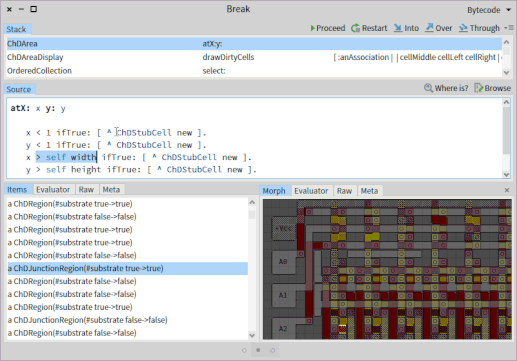 Break
Bytecode
Stack
Proceed Restart Into Over Through
ChDArea atX:y:
ChDAreaDisplay drawDirtyCells [ :anAssociation | | cellMiddle cellLeft cellRight | c
OrderedCollection select:
Source
Where is? Browse
atX: x y: y
x < 1 ifTrue: [ ^ ChDStubCell new ].
y < 1 ifTrue: [ ^ ChDStubCell new ].
x > self width ifTrue: [ ^ ChDStubCell new ].
y > self height ifTrue: [ ^ ChDStubCell new ].
Items Evaluator Raw Meta
Morph Evaluator Raw Meta
a ChDRegion(#substrate true->true)
a ChDRegion(#substrate false->false)
a ChDRegion(#substrate true->true)
a ChDRegion(#substrate true->true)
a ChDRegion(#substrate false->false)
a ChDJunctionRegion(#substrate true->true)
a ChDRegion(#substrate false->false)
a ChDRegion(#substrate false->false)
a ChDRegion(#substrate true->true)
a ChDJunctionRegion(#substrate false->false)
a ChDRegion(#substrate false->false)
+Vcc
A0
A1
A2